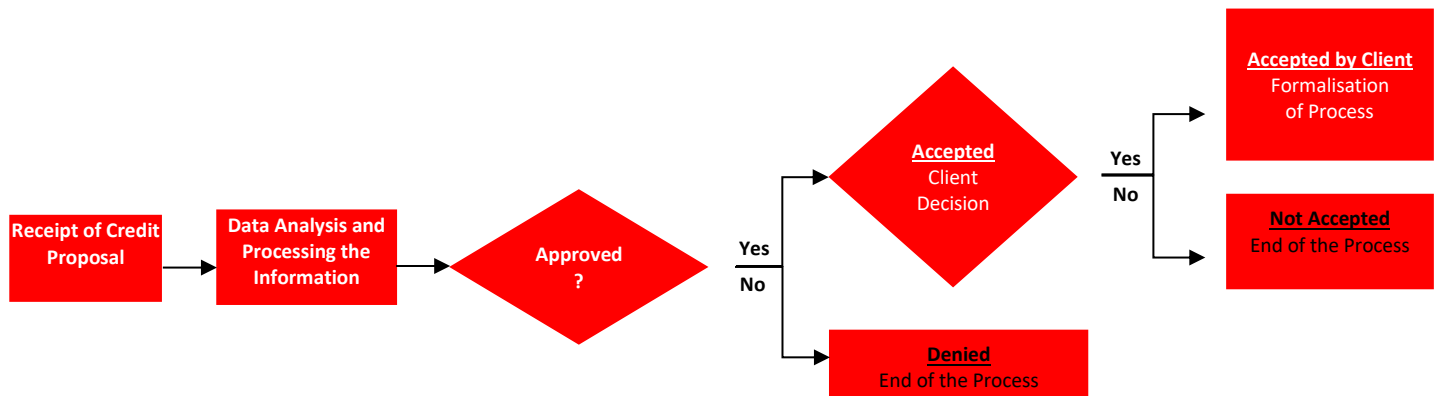 Receipt of Credit
Proposal
Data Analysis and
Processing the
Information
Approved
?
Yes
No
Accepted
Client
Decision
Denied
End of the Process
Yes
No
Accepted by Client
Formalisation
of Process
Not Accepted
End of the Process